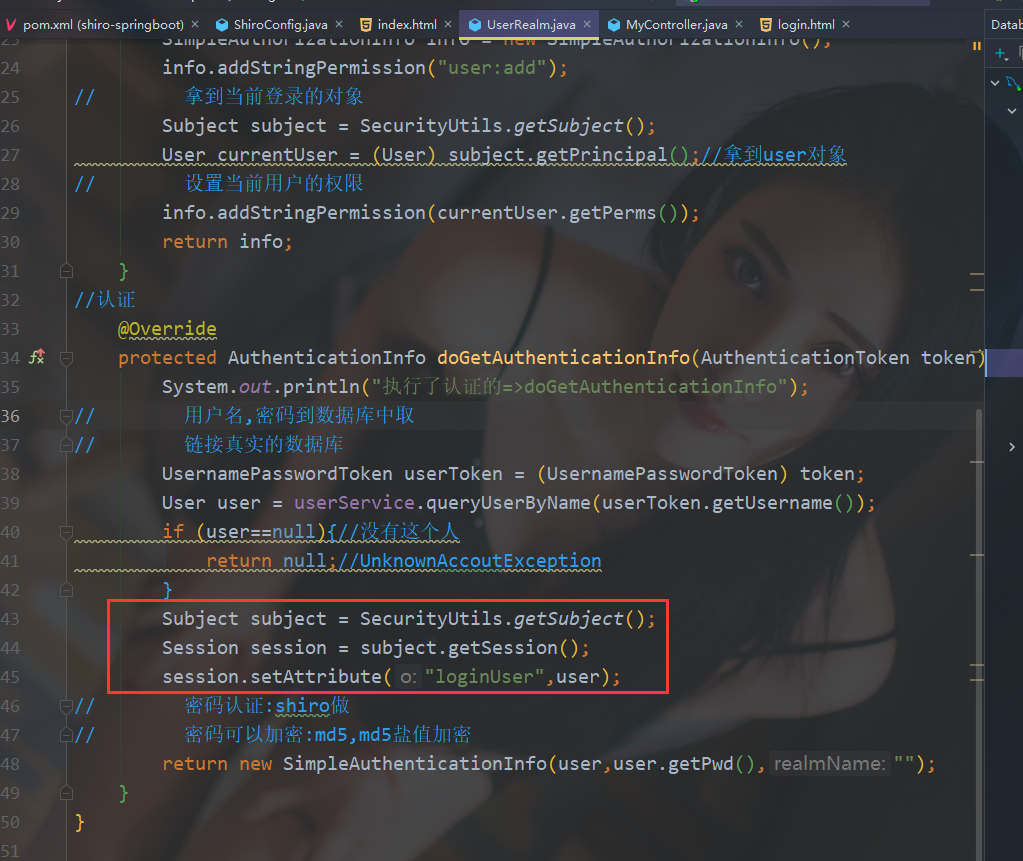 pom.xml (shiro-springboot) ×
ShiroConfig.java ×
index.html ×
UserRealm.java ×
MyController.java ×
login.html ×
Datab
23 SimpleAuthorizationInfo info = new SimpleAuthorizationInfo();
24 info.addStringPermission("user:add");
25 // 拿到当前登录的对象
26 Subject subject = SecurityUtils.getSubject();
27 User currentUser = (User) subject.getPrincipal();//拿到user对象
28 // 设置当前用户的权限
29 info.addStringPermission(currentUser.getPerms());
30 return info;
31 }
32 //认证
33 @Override
34 protected AuthenticationInfo doGetAuthenticationInfo(AuthenticationToken token)
35 System.out.println("执行了认证的=>doGetAuthenticationInfo");
36 // 用户名,密码到数据库中取
37 // 链接真实的数据库
38 UsernamePasswordToken userToken = (UsernamePasswordToken) token;
39 User user = userService.queryUserByName(userToken.getUsername());
40 if (user==null){//没有这个人
41 return null;//UnknownAccoutException
42 }
43 Subject subject = SecurityUtils.getSubject();
44 Session session = subject.getSession();
45 session.setAttribute( o: "loginUser",user);
46 // 密码认证:shiro做
47 // 密码可以加密:md5,md5盐值加密
48 return new SimpleAuthenticationInfo(user,user.getPwd(), realmName: "");
49 }
50 }
51